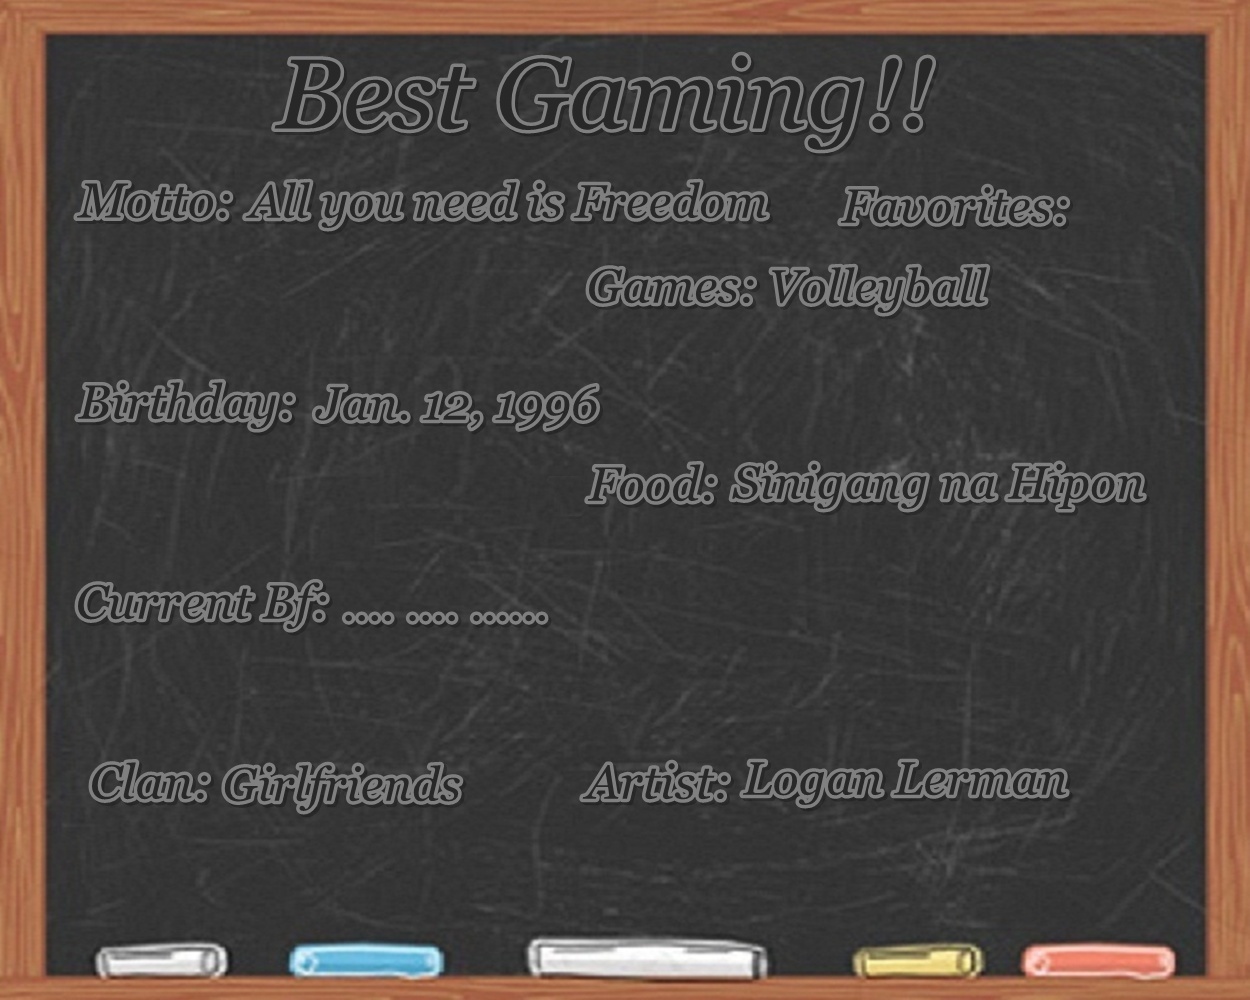 Best Gaming!!
Motto: All you need is Freedom
Favorites:
Games: Volleyball
Birthday: Jan. 12, 1996
Food: Sinigang na Hipon
Current Bf: .... .... ......
Clan: Girlfriends
Artist: Logan Lerman